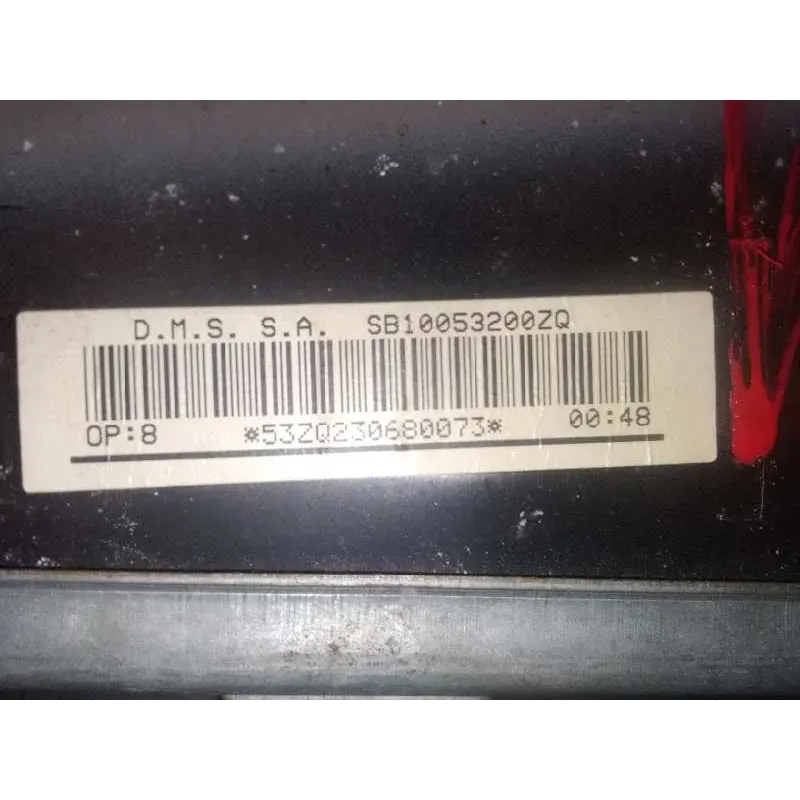 D.M.S. S.A. SB10053200ZQ
OP:8 *53ZQ230680073* 00:48